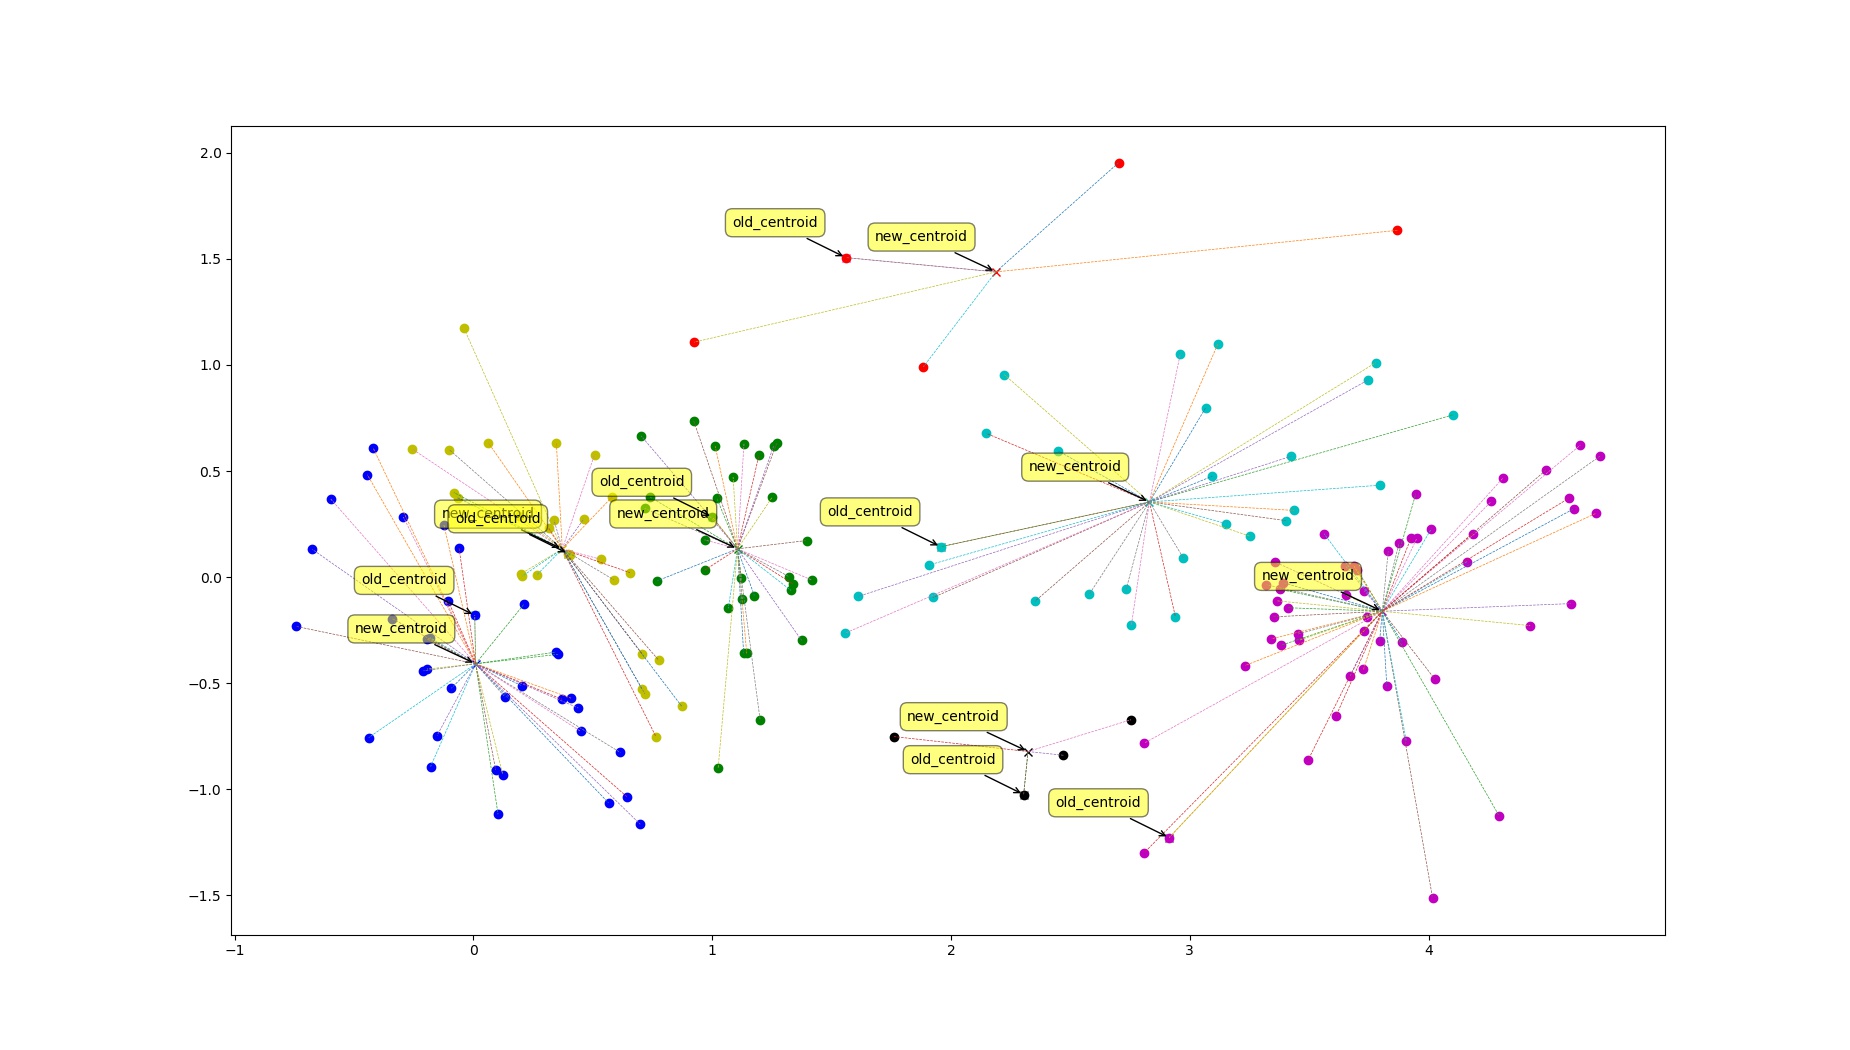 2.0
1.5
1.0
0.5
0.0
−0.5
−1.0
−1.5
old_centroid
new_centroid
new_centroid
old_centroid
new_centroid
old_centroid
new_centroid
old_centroid
old_centroid
new_centroid
old_centroid
new_centroid
new_centroid
old_centroid
old_centroid
−1
0
1
2
3
4